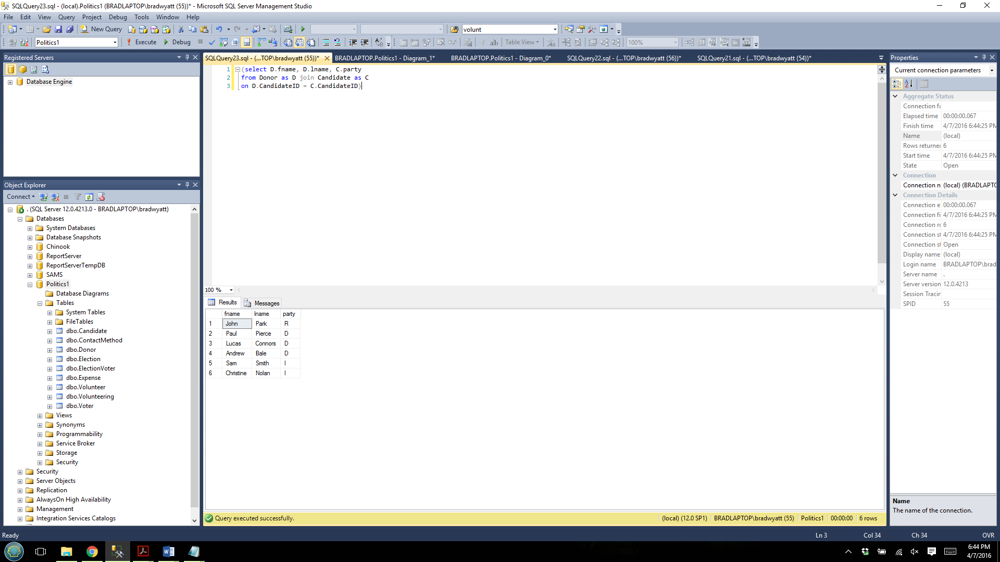 SQLQuery23.sql - (local).Politics1 (BRADLAPTOP\bradwyatt (55))* - Microsoft SQL Server Management Studio
File Edit View Query Project Debug Tools Window Help
New Query volunt
Politics1 Execute Debug Table View 100%
Registered Servers
Database Engine
SQLQuery23.sql - (...TOP\bradwyatt (55))* BRADLAPTOP.Politics1 - Diagram_1* BRADLAPTOP.Politics1 - Diagram_0* SQLQuery22.sql - (...TOP\bradwyatt (56))* SQLQuery21.sql - (...TOP\bradwyatt (54))*
1 (select D.fname, D.lname, C.party
2 from Donor as D join Candidate as C
3 on D.CandidateID = C.CandidateID)
Object Explorer
Connect
. (SQL Server 12.0.4213.0 - BRADLAPTOP\bradwyatt)
Databases
System Databases
Database Snapshots
Chinook
ReportServer
ReportServerTempDB
SAMS
Politics1
Database Diagrams
Tables
System Tables
FileTables
dbo.Candidate
dbo.ContactMethod
dbo.Donor
dbo.Election
dbo.ElectionVoter
dbo.Expense
dbo.Volunteer
dbo.Volunteering
dbo.Voter
Views
Synonyms
Programmability
Service Broker
Storage
Security
Security
Server Objects
Replication
AlwaysOn High Availability
Management
Integration Services Catalogs
100 %
Results Messages
fname lname party
1 John Park R
2 Paul Pierce D
3 Lucas Connors D
4 Andrew Bale D
5 Sam Smith I
6 Christine Nolan I
Query executed successfully. (local) (12.0 SP1) BRADLAPTOP\bradwyatt (55) Politics1 00:00:00 6 rows
Properties
Current connection parameters
Aggregate Status
Connection fa
Elapsed time 00:00:00.067
Finish time 4/7/2016 6:44:25 PM
Name (local)
Rows returned 6
Start time 4/7/2016 6:44:25 PM
State Open
Connection
Connection n (local) (BRADLAPTO
Connection Details
Connection e 00:00:00.067
Connection fi 4/7/2016 6:44:25 PM
Connection ro 6
Connection st 4/7/2016 6:44:25 PM
Connection st Open
Display name (local)
Login name BRADLAPTOP\brad
Server name .
Server version 12.0.4213
Session Tracin
SPID 55
Name
The name of the connection.
Ready Ln 3 Col 34 Ch 34 OVR
6:44 PM
4/7/2016